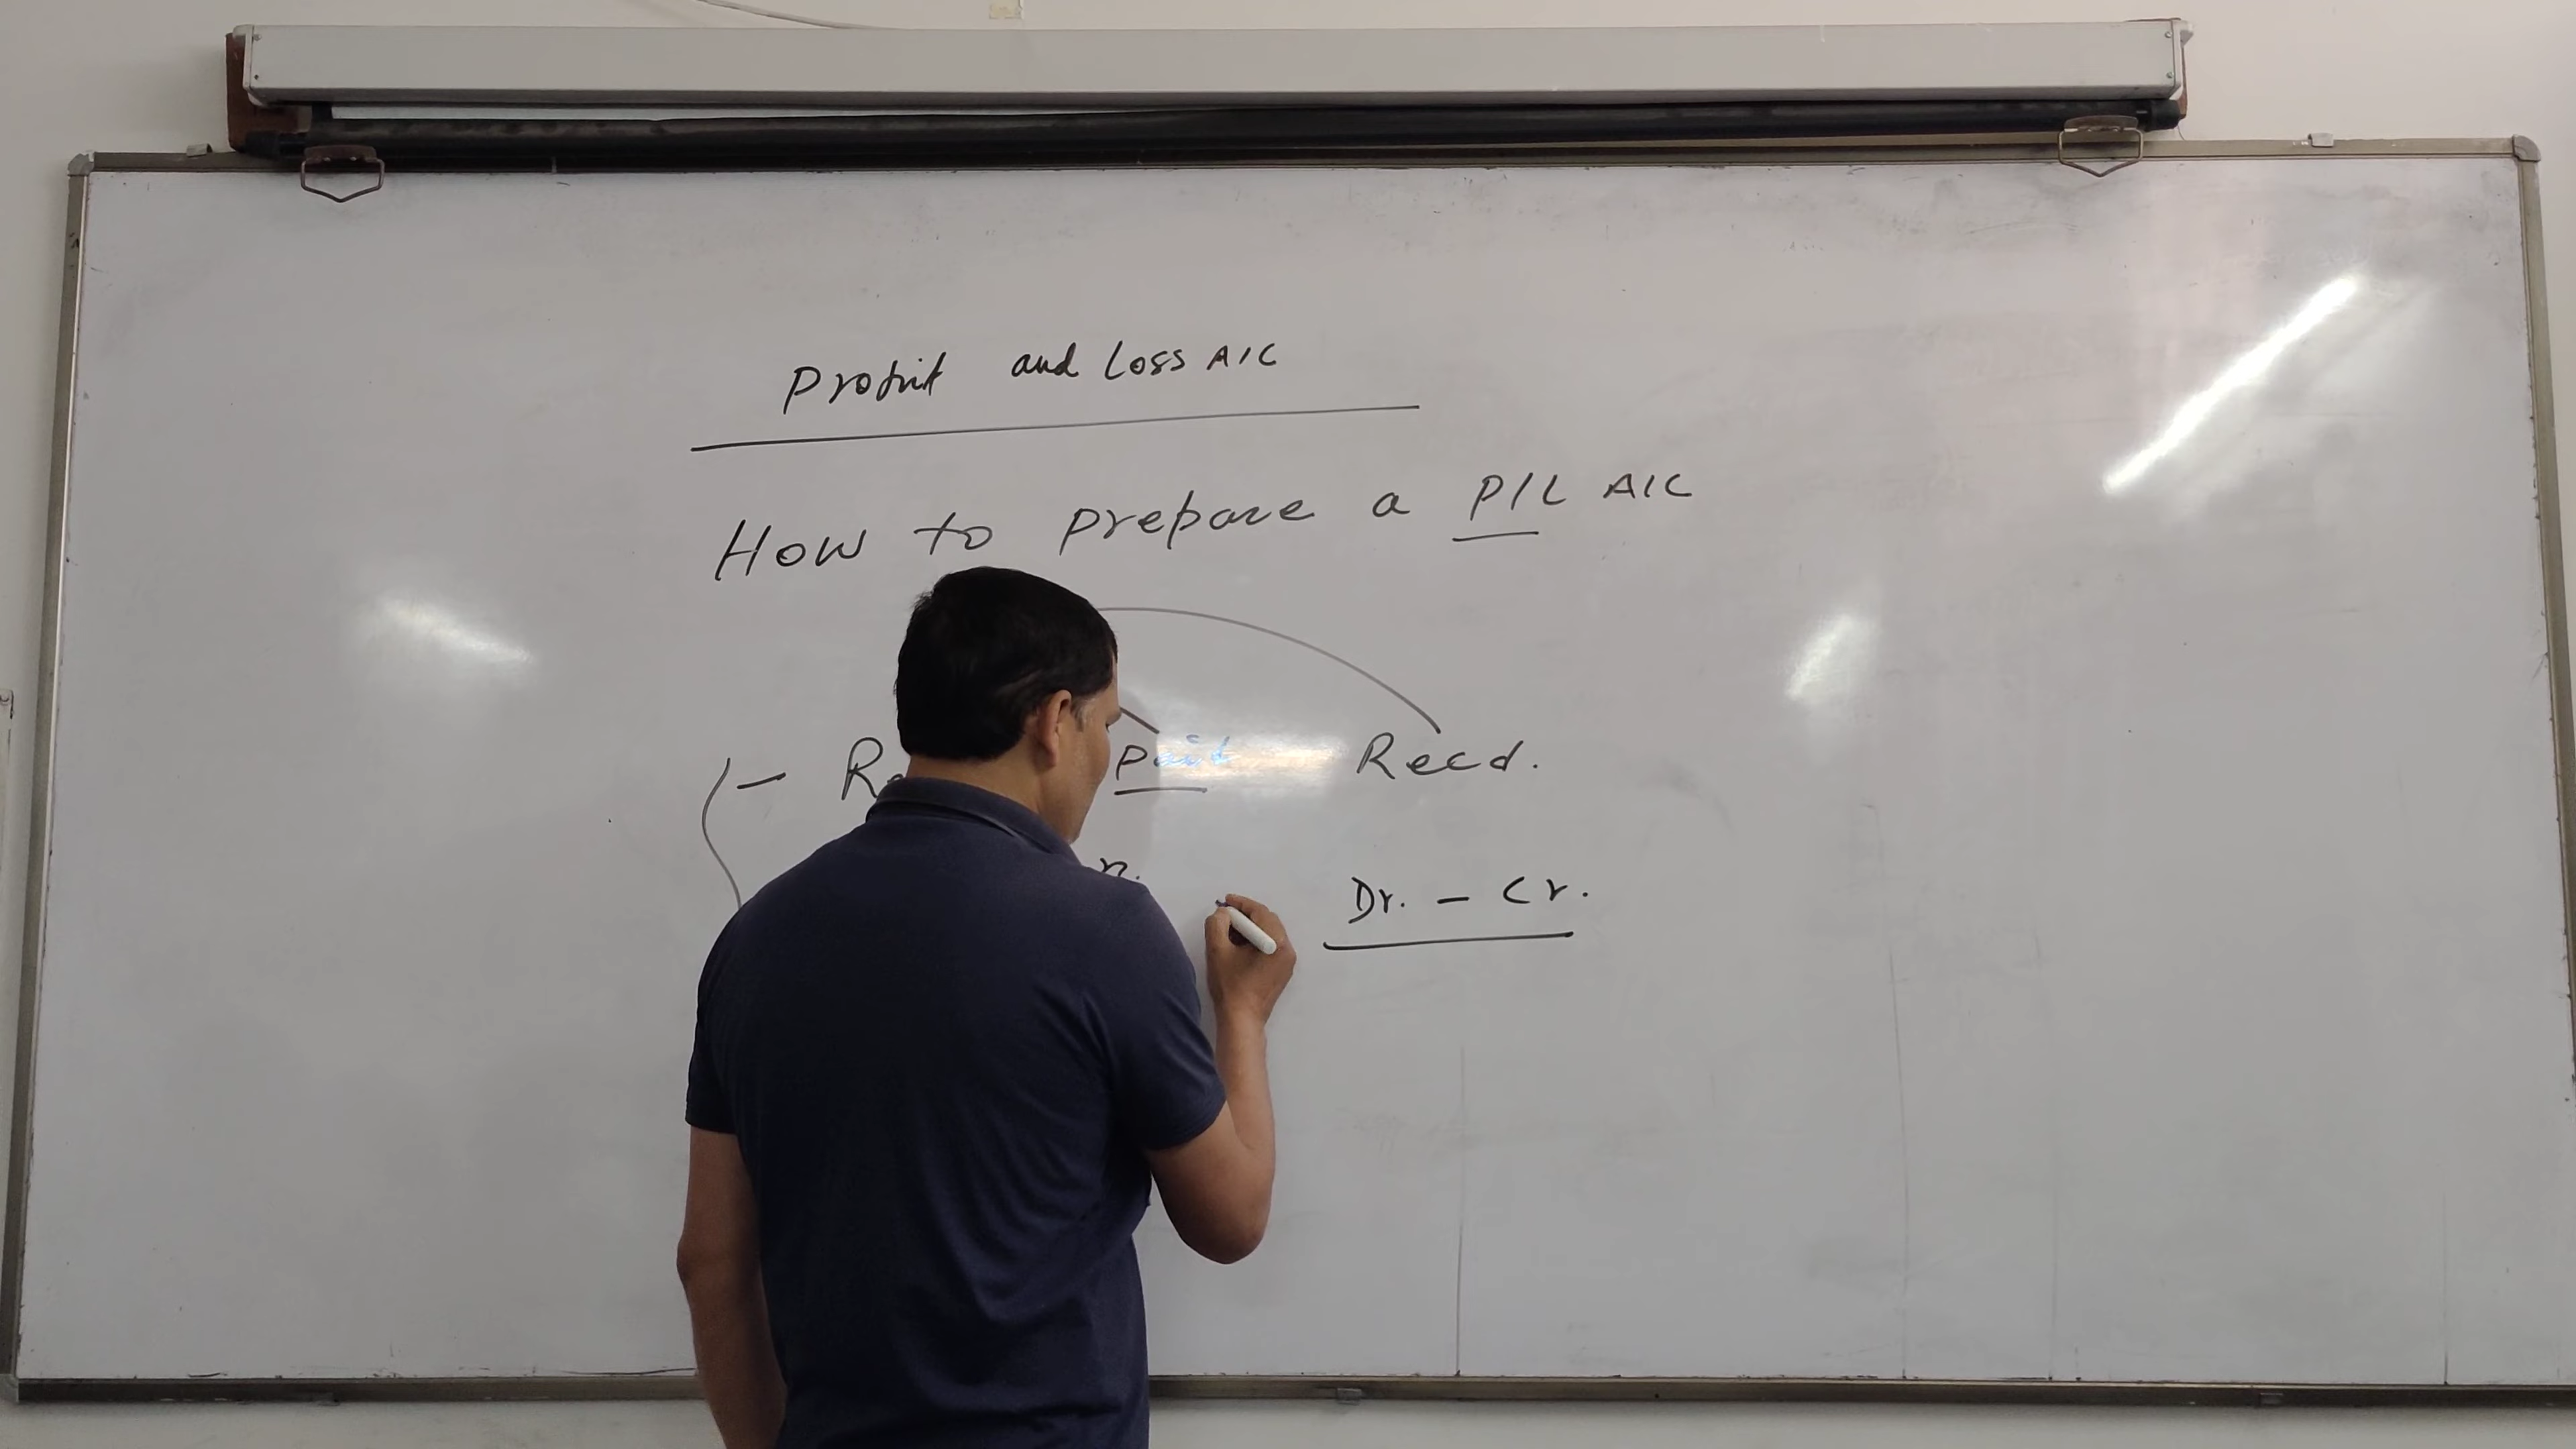 Profit and Loss A/C
How to prepare a P/L A/C
Paid Recd.
Dr. - Cr.